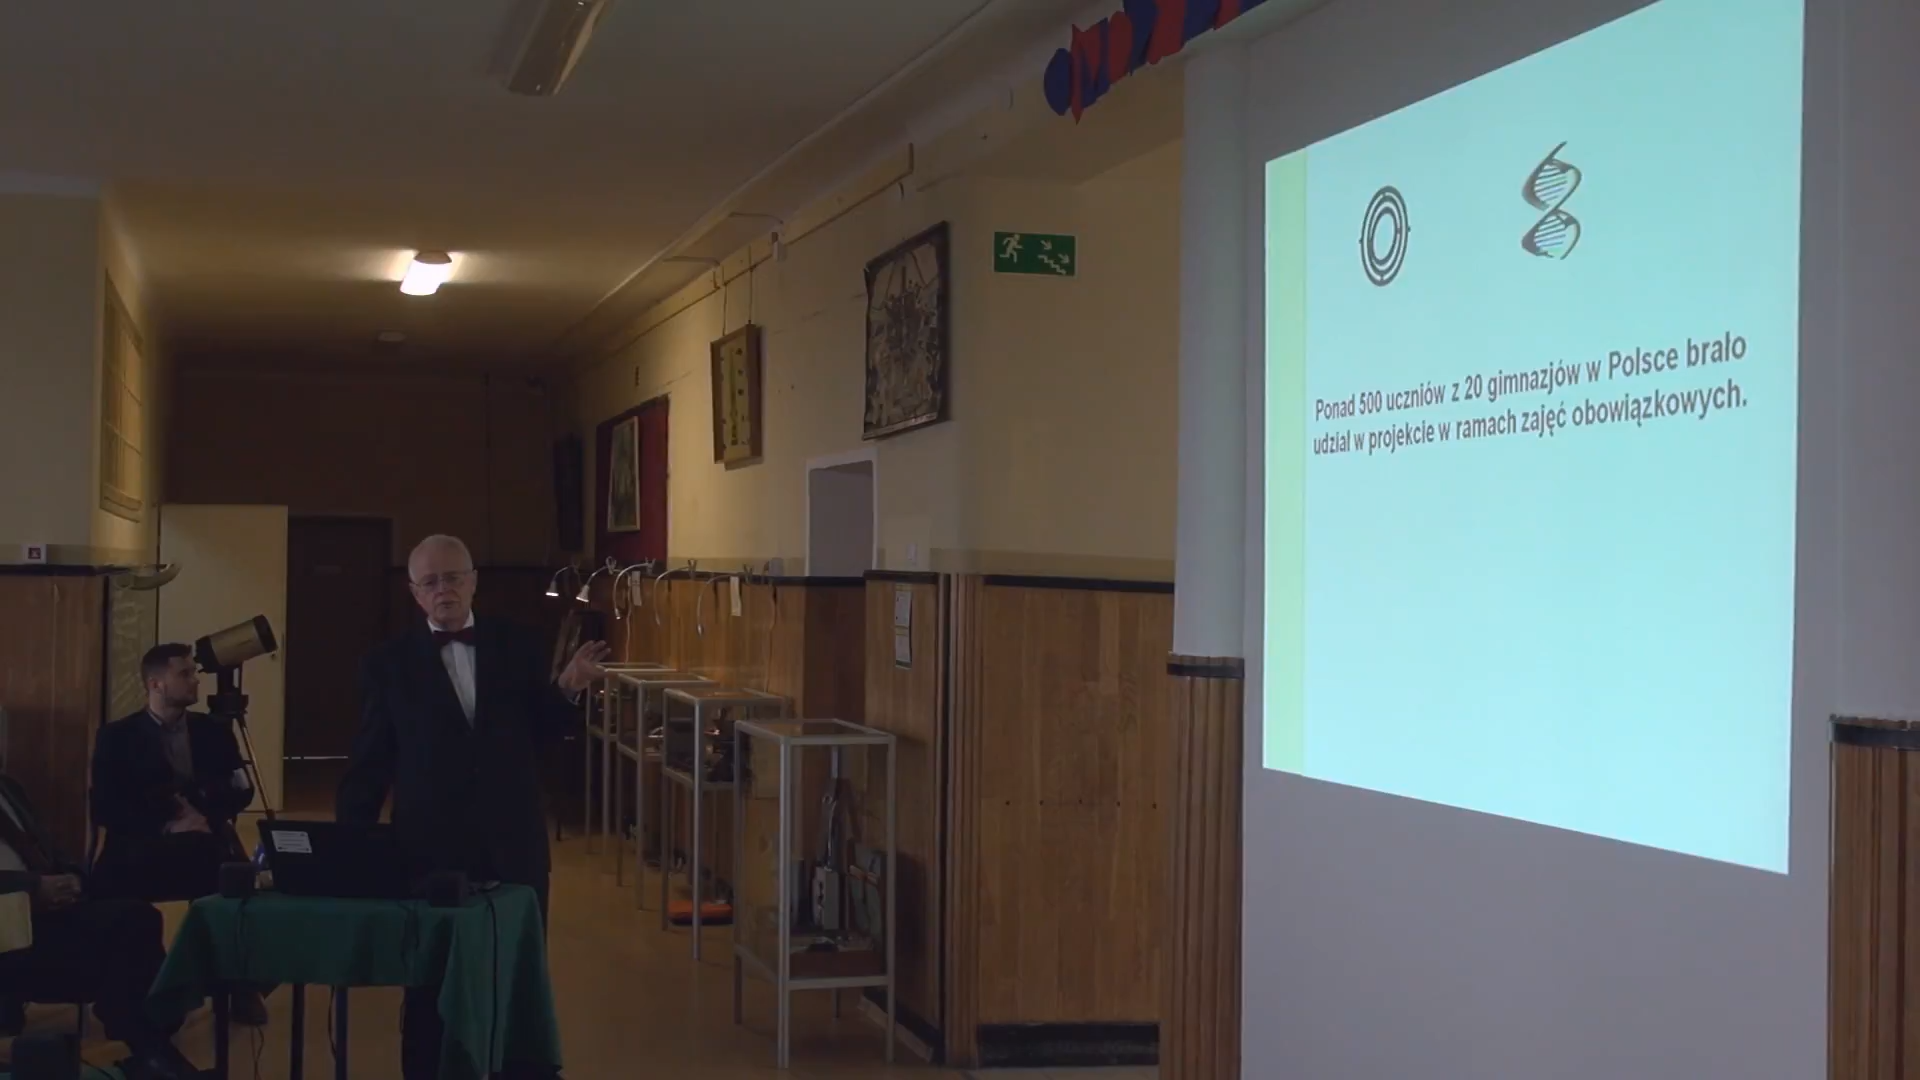 Ponad 500 uczniów z 20 gimnazjów w Polsce brało
udział w projekcie w ramach zajęć obowiązkowych.